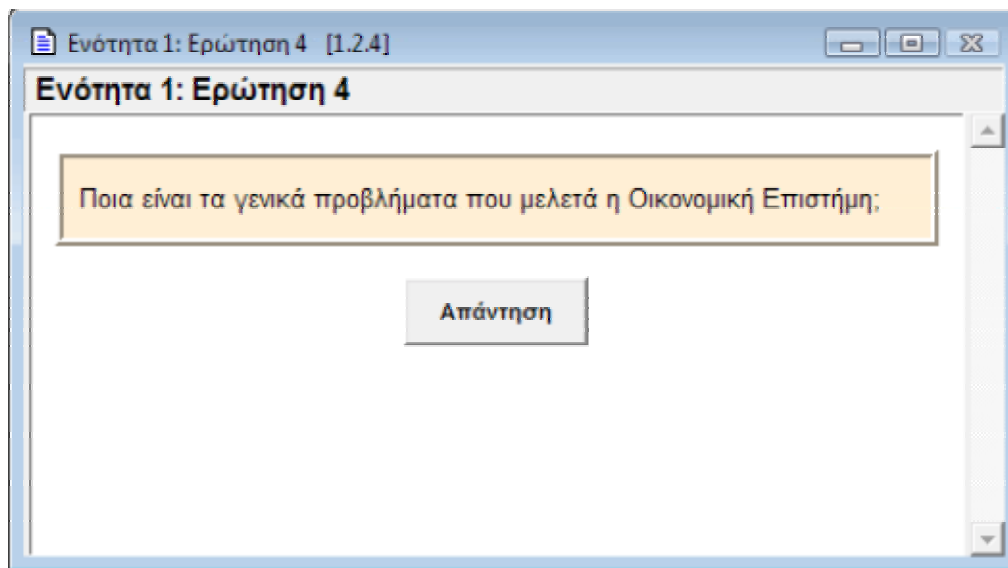 Ενότητα 1: Ερώτηση 4 [1.2.4]
Ενότητα 1: Ερώτηση 4
Ποια είναι τα γενικά προβλήματα που μελετά η Οικονομική Επιστήμη;
Απάντηση